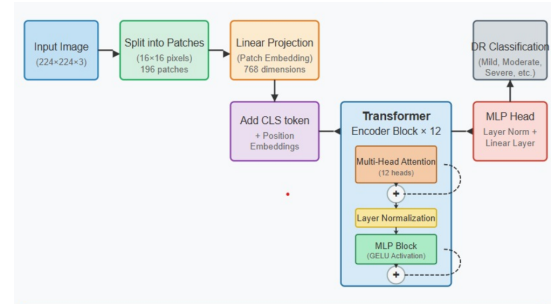 Input Image
(224×224×3)
Split into Patches
(16×16 pixels)
196 patches
Linear Projection
(Patch Embedding)
768 dimensions
DR Classification
(Mild, Moderate,
Severe, etc.)
Add CLS token
+ Position
Embeddings
Transformer
Encoder Block × 12
Multi-Head Attention
(12 heads)
+
Layer Normalization
MLP Block
(GELU Activation)
+
MLP Head
Layer Norm +
Linear Layer